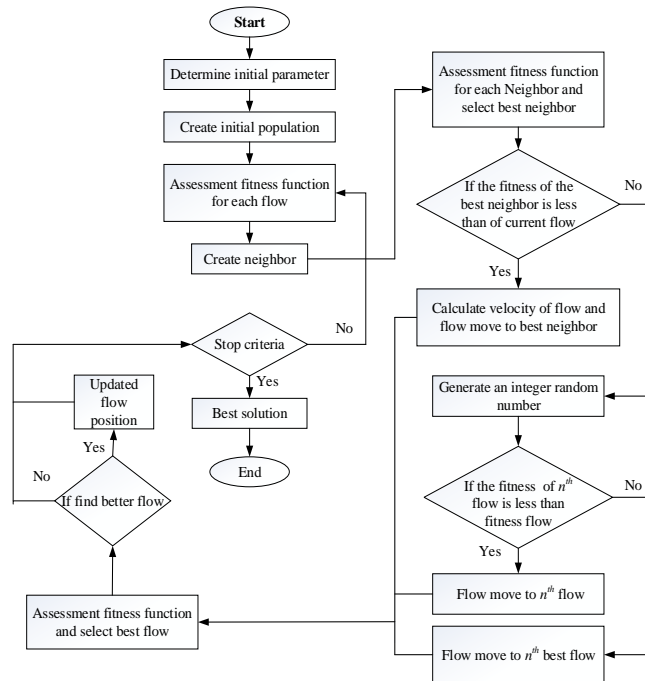 Start
Determine initial parameter
Create initial population
Assessment fitness function
for each flow
Create neighbor
Assessment fitness function
for each Neighbor and
select best neighbor
If the fitness of the
best neighbor is less
than of current flow
No
Yes
Calculate velocity of flow and
flow move to best neighbor
Generate an integer random
number
If the fitness of nth
flow is less than
fitness flow
No
Yes
Flow move to nth flow
Flow move to nth best flow
Assessment fitness function
and select best flow
If find better flow
No
Yes
Updated
flow
position
Stop criteria
No
Yes
Best solution
End